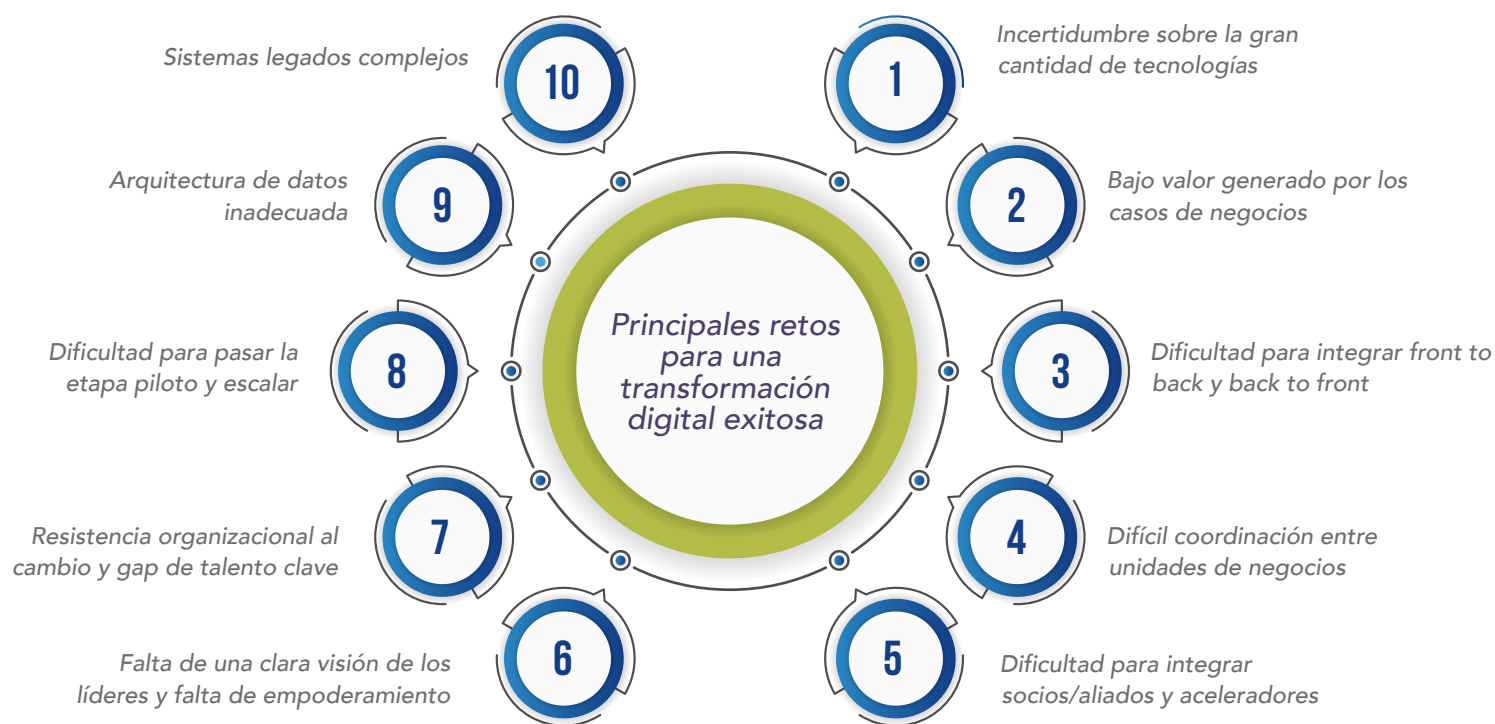 Principales retos
para una
transformación
digital exitosa
1
Incertidumbre sobre la gran
cantidad de tecnologías
2
Bajo valor generado por los
casos de negocios
3
Dificultad para integrar front to
back y back to front
4
Difícil coordinación entre
unidades de negocios
5
Dificultad para integrar
socios/aliados y aceleradores
6
Falta de una clara visión de los
líderes y falta de empoderamiento
7
Resistencia organizacional al
cambio y gap de talento clave
8
Dificultad para pasar la
etapa piloto y escalar
9
Arquitectura de datos
inadecuada
10
Sistemas legados complejos